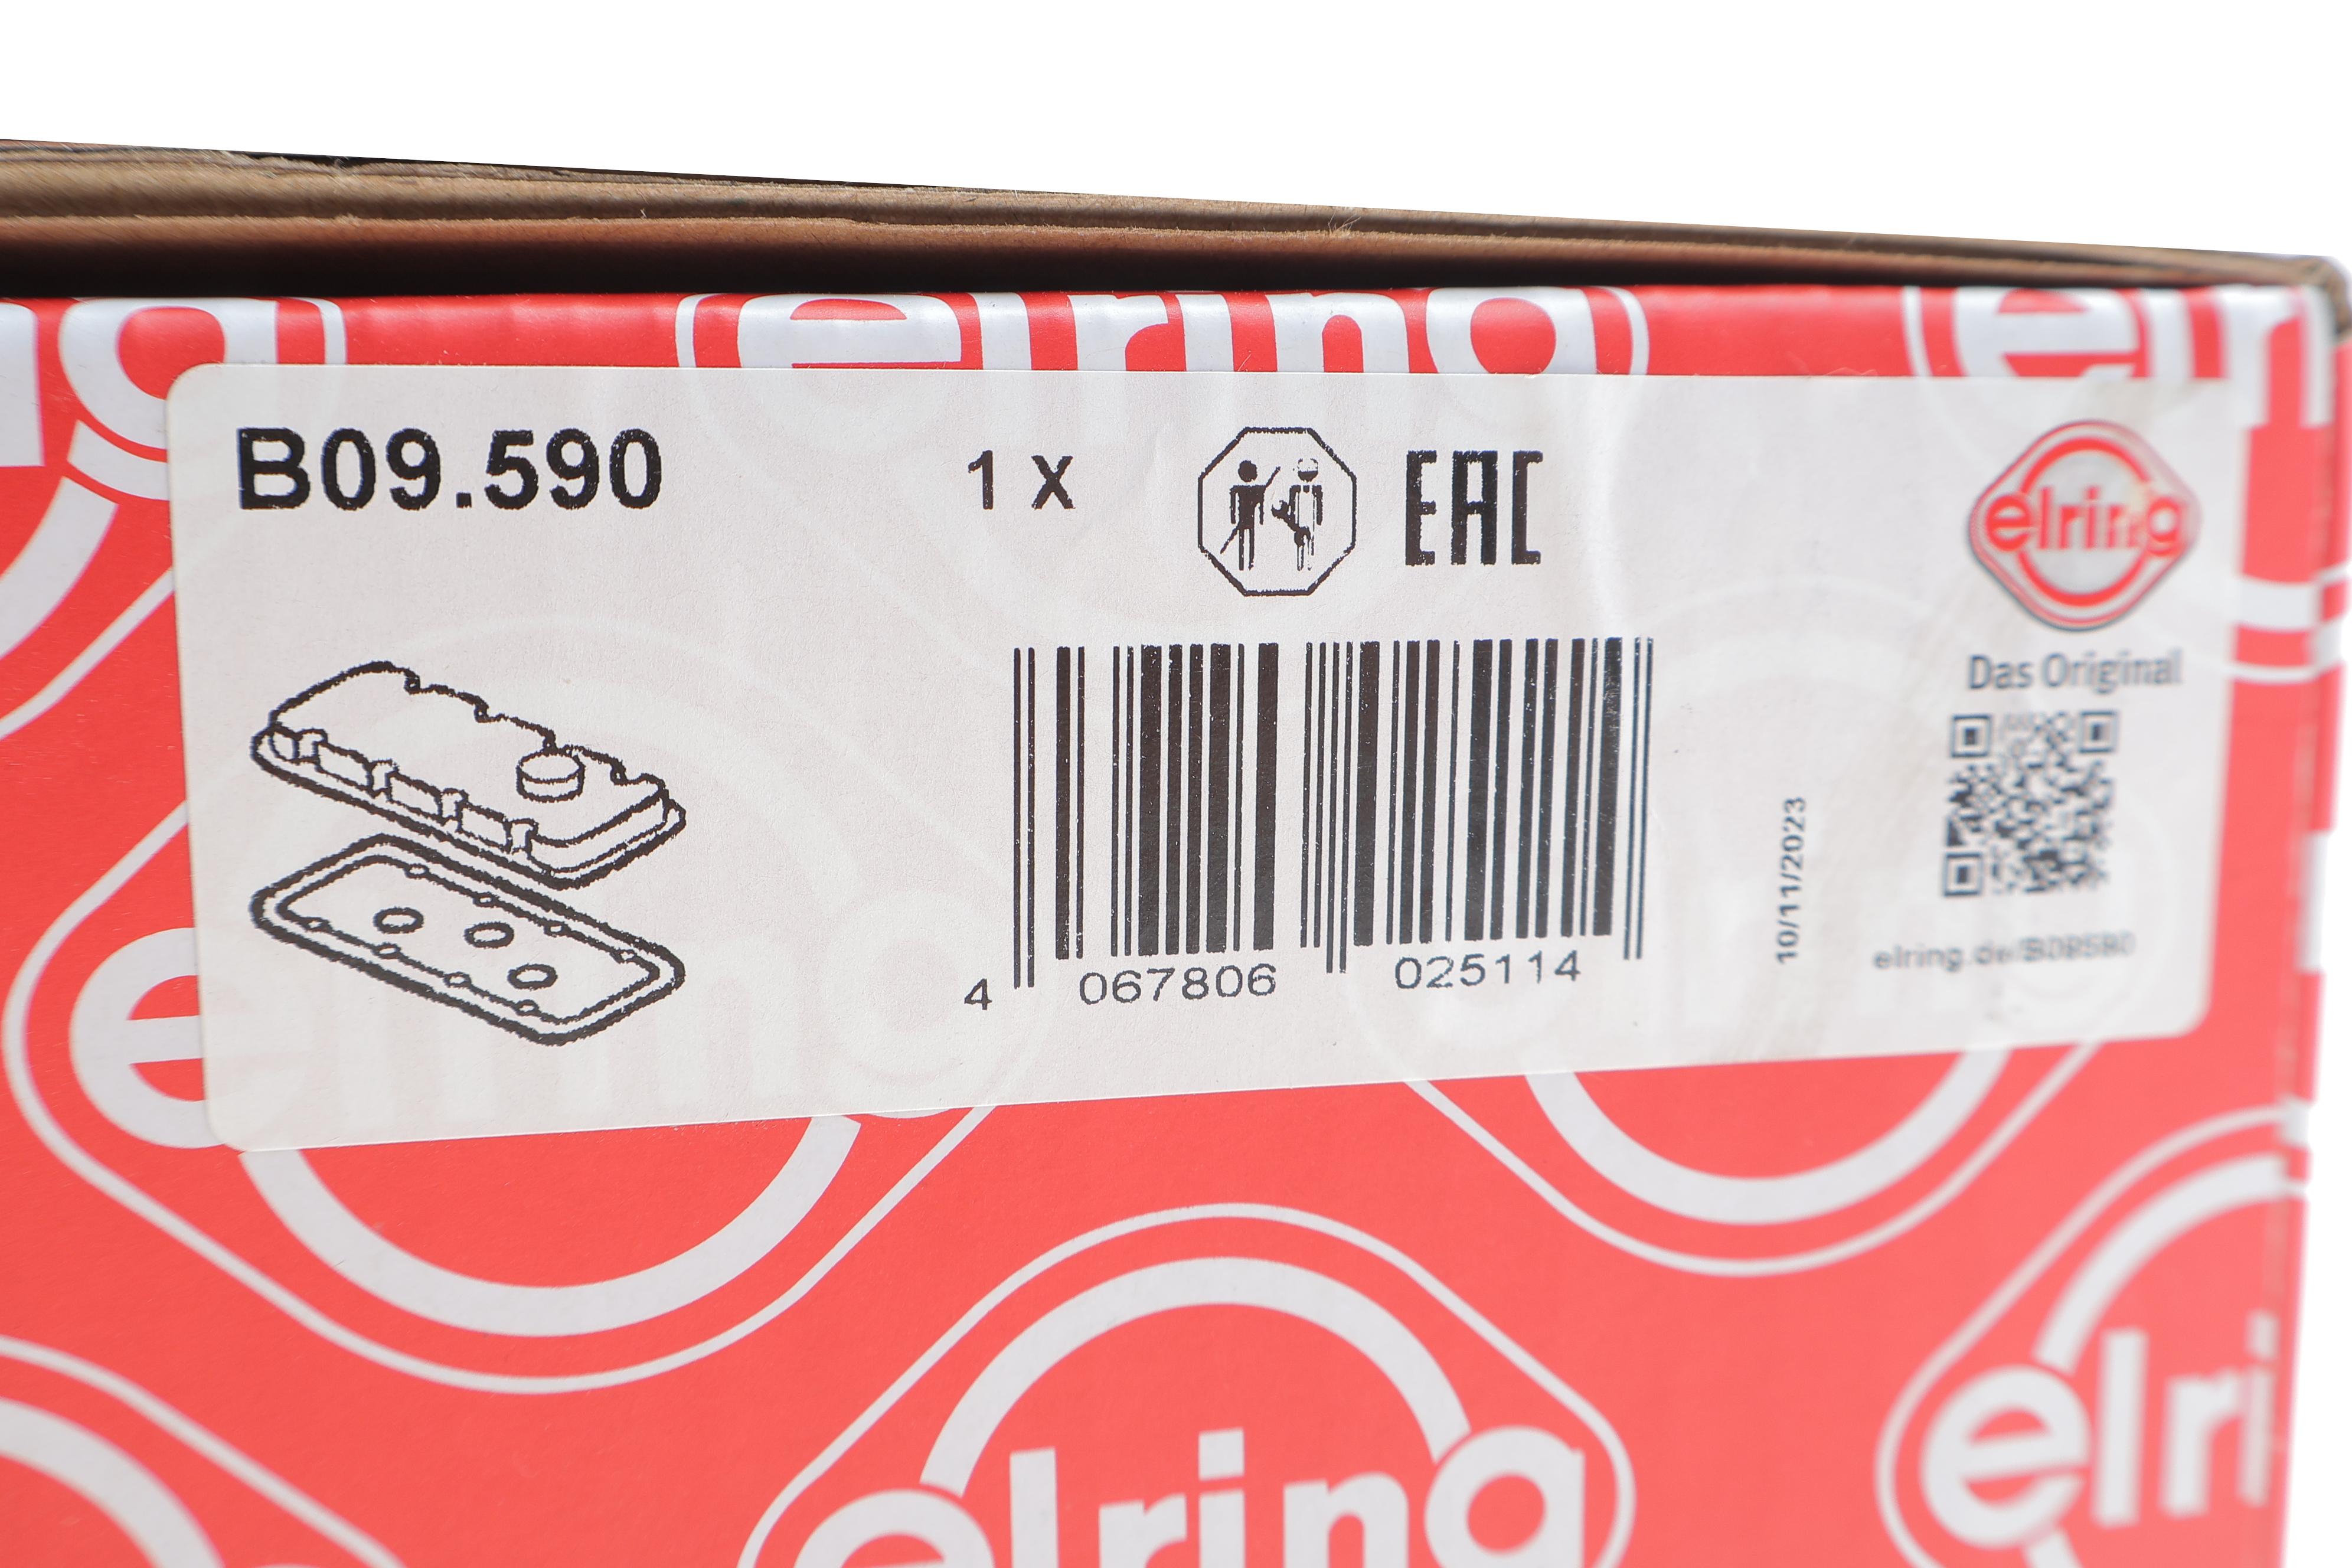 elring
elring
B09.590
1 X
EAC
elring
Das Original
4 067806 025114
10/11/2023
elring.de/B09590
elring
elri